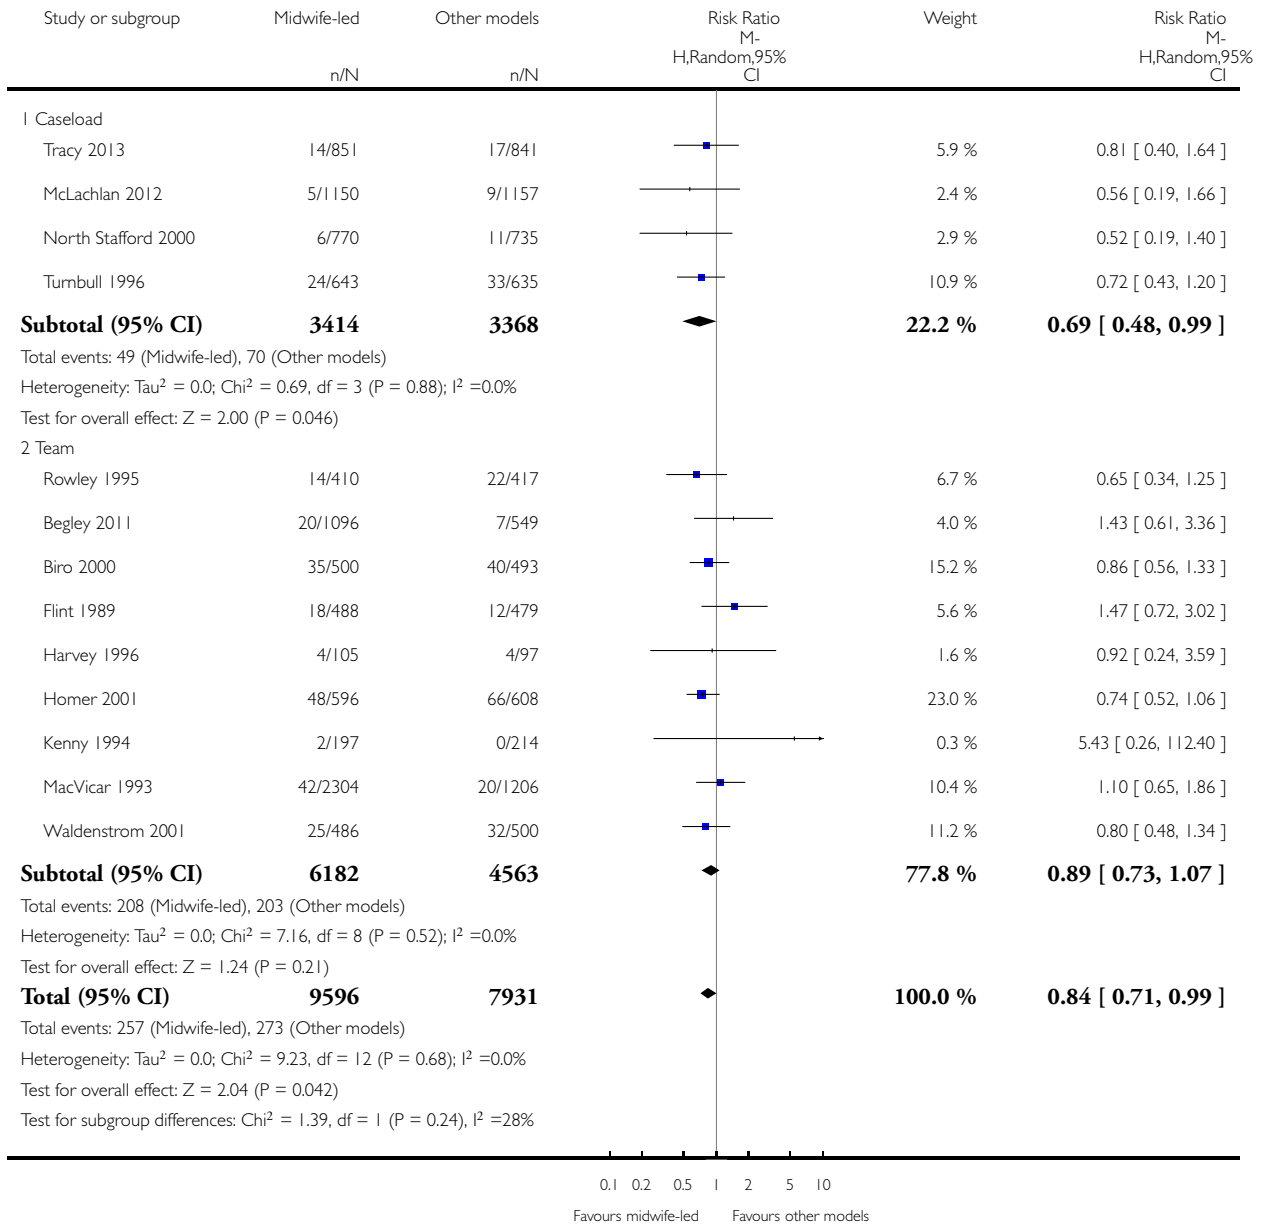 Study or subgroup Midwife-led Other models Risk Ratio Weight Risk Ratio
M- M-
H,Random,95% H,Random,95%
n/N n/N CI CI
1 Caseload
Tracy 2013 14/851 17/841 5.9 % 0.81 [ 0.40, 1.64 ]
McLachlan 2012 5/1150 9/1157 2.4 % 0.56 [ 0.19, 1.66 ]
North Stafford 2000 6/770 11/735 2.9 % 0.52 [ 0.19, 1.40 ]
Turnbull 1996 24/643 33/635 10.9 % 0.72 [ 0.43, 1.20 ]
Subtotal (95% CI) 3414 3368 22.2 % 0.69 [ 0.48, 0.99 ]
Total events: 49 (Midwife-led), 70 (Other models)
Heterogeneity: Tau² = 0.0; Chi² = 0.69, df = 3 (P = 0.88); I² =0.0%
Test for overall effect: Z = 2.00 (P = 0.046)
2 Team
Rowley 1995 14/410 22/417 6.7 % 0.65 [ 0.34, 1.25 ]
Begley 2011 20/1096 7/549 4.0 % 1.43 [ 0.61, 3.36 ]
Biro 2000 35/500 40/493 15.2 % 0.86 [ 0.56, 1.33 ]
Flint 1989 18/488 12/479 5.6 % 1.47 [ 0.72, 3.02 ]
Harvey 1996 4/105 4/97 1.6 % 0.92 [ 0.24, 3.59 ]
Homer 2001 48/596 66/608 23.0 % 0.74 [ 0.52, 1.06 ]
Kenny 1994 2/197 0/214 0.3 % 5.43 [ 0.26, 112.40 ]
MacVicar 1993 42/2304 20/1206 10.4 % 1.10 [ 0.65, 1.86 ]
Waldenstrom 2001 25/486 32/500 11.2 % 0.80 [ 0.48, 1.34 ]
Subtotal (95% CI) 6182 4563 77.8 % 0.89 [ 0.73, 1.07 ]
Total events: 208 (Midwife-led), 203 (Other models)
Heterogeneity: Tau² = 0.0; Chi² = 7.16, df = 8 (P = 0.52); I² =0.0%
Test for overall effect: Z = 1.24 (P = 0.21)
Total (95% CI) 9596 7931 100.0 % 0.84 [ 0.71, 0.99 ]
Total events: 257 (Midwife-led), 273 (Other models)
Heterogeneity: Tau² = 0.0; Chi² = 9.23, df = 12 (P = 0.68); I² =0.0%
Test for overall effect: Z = 2.04 (P = 0.042)
Test for subgroup differences: Chi² = 1.39, df = 1 (P = 0.24), I² =28%
0.1 0.2 0.5 1 2 5 10
Favours midwife-led Favours other models